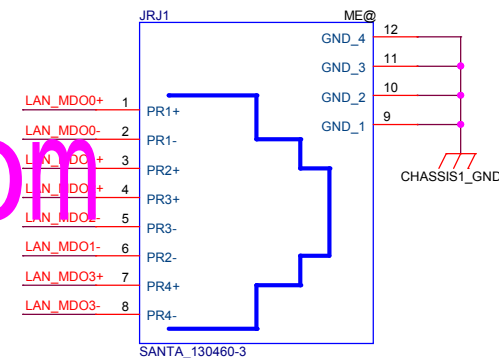 JRJ1 ME@
GND_4 12
GND_3 11
GND_2 10
GND_1 9
LAN_MDO0+ 1 PR1+
LAN_MDO0- 2 PR1-
3 PR2+
4 PR3+
5 PR3-
LAN_MDO1- 6 PR2-
LAN_MDO3+ 7 PR4+
LAN_MDO3- 8 PR4-
CHASSIS1_GND
SANTA_130460-3
om